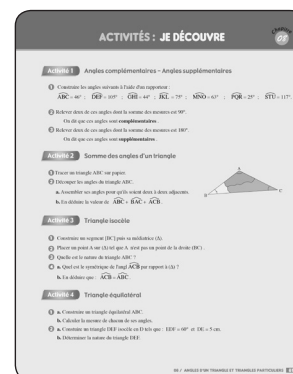 CHAPITRE
08
ACTIVITÉS : JE DÉCOUVRE
Activité 1 Angles complémentaires - Angles supplémentaires
1 Construire les angles suivants à l'aide d'un rapporteur.
ABC = 46° ; DEF = 105° ; GHI = 44° ; JKL = 75° ; MNO = 63° ; PQR = 25° ; STU = 117°.
2 Relever deux de ces angles dont la somme des mesures est 90°.
On dit que ces angles sont complémentaires.
3 Relever deux de ces angles dont la somme des mesures est 180°.
On dit que ces angles sont supplémentaires.
Activité 2 Somme des angles d'un triangle
1 Tracer un triangle ABC sur papier.
2 Découper les angles du triangle ABC.
a. Assembler ses angles pour qu'ils soient deux à deux adjacents.
b. En déduire la valeur de ABC + BAC + ACB.
A
B
C
Activité 3 Triangle isocèle
1 Construire un segment [BC] puis sa médiatrice (Δ).
2 Placer un point A sur (Δ) tel que A n'est pas un point de la droite (BC).
3 Quelle est la nature du triangle ABC ?
4 a. Quel est le symétrique de l'angl ACB par rapport à (Δ) ?
b. En déduire que : ACB = ABC.
Activité 4 Triangle équilatéral
1 a. Construire un triangle équilatéral ABC.
b. Calculer la mesure de chacun de ses angles.
2 a. Construire un triangle DEF isocèle en D tels que : EDF = 60° et DE = 5 cm.
b. Déterminer la nature du triangle DEF.
08 / ANGLES D'UN TRIANGLE ET TRIANGLES PARTICULIERS